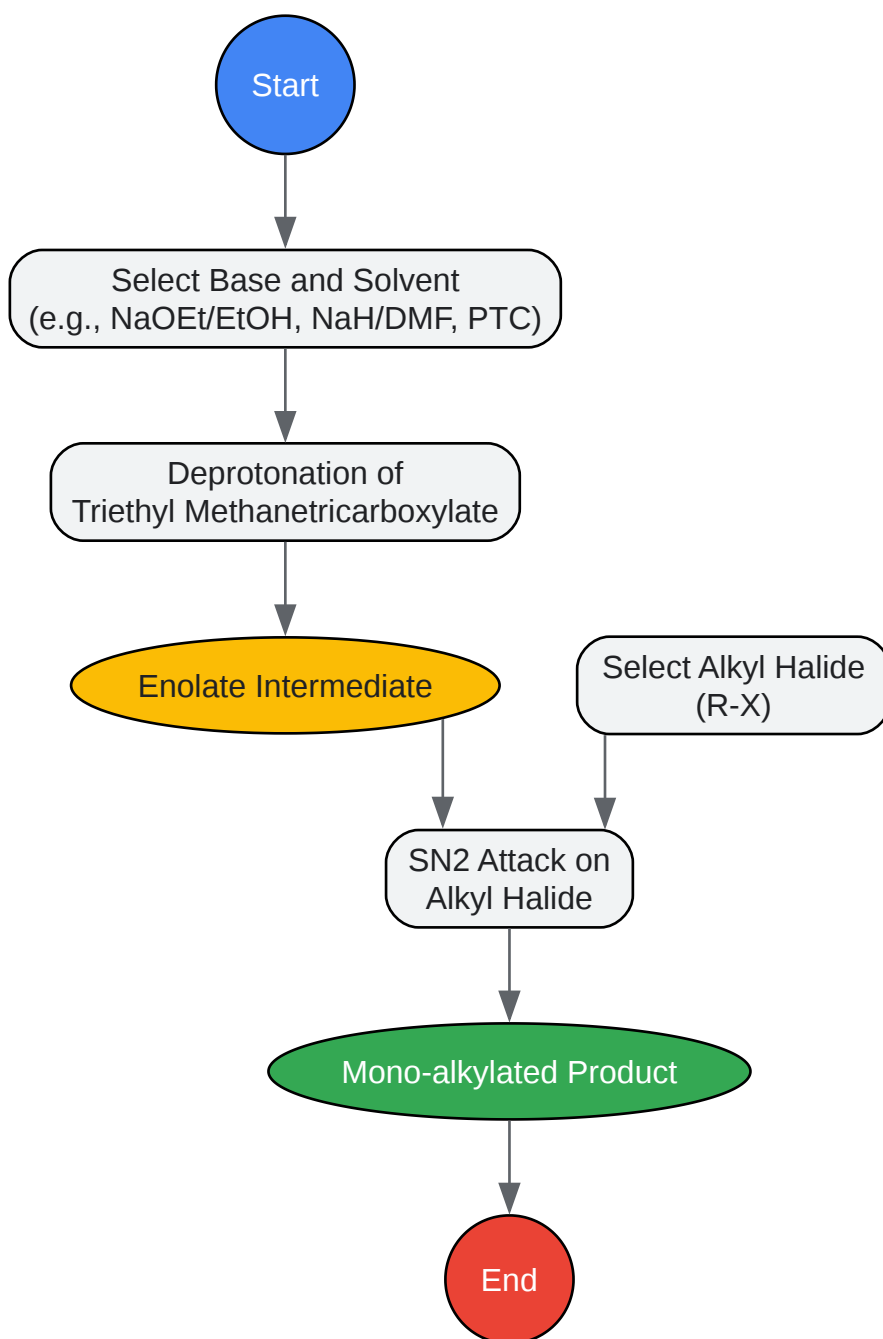 Start
Select Base and Solvent
(e.g., NaOEt/EtOH, NaH/DMF, PTC)
Deprotonation of
Triethyl Methanetricarboxylate
Enolate Intermediate
Select Alkyl Halide
(R-X)
SN2 Attack on
Alkyl Halide
Mono-alkylated Product
End